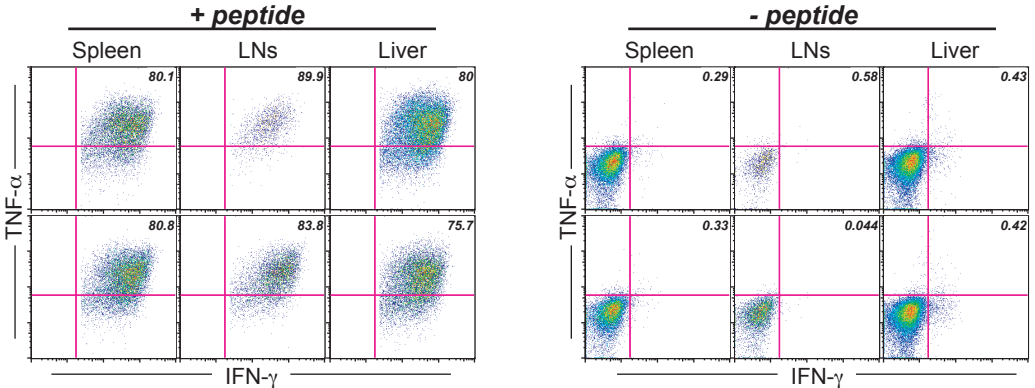 + peptide
- peptide
Spleen LNs Liver
Spleen LNs Liver
80.1 89.9 80
0.29 0.58 0.43
TNF-α
TNF-α
80.8 83.8 75.7
0.33 0.044 0.42
IFN-γ
IFN-γ